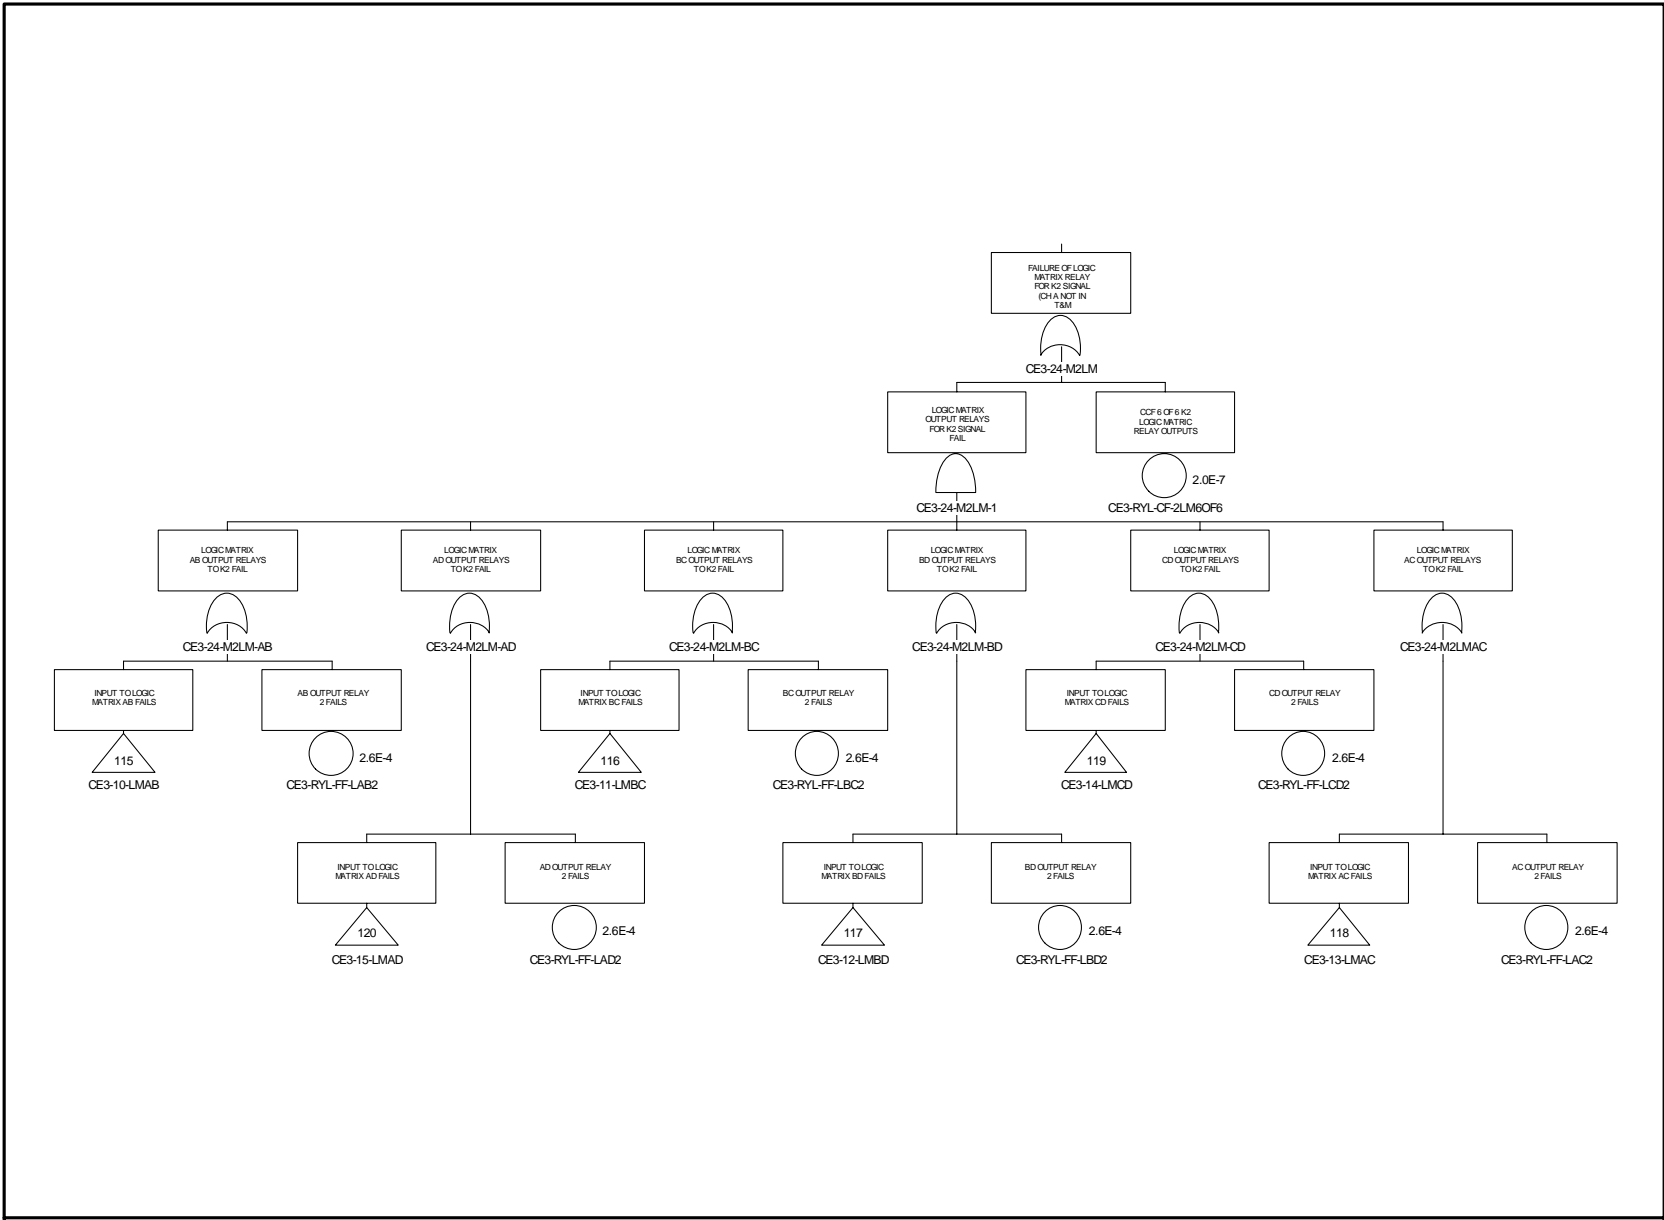 FAILURE OF LOGIC
MATRIX RELAY
FOR K2 SIGNAL
(CH A NOT IN
T&M
CE3-24-M2LM
LOGIC MATRIX
OUTPUT RELAYS
FOR K2 SIGNAL
FAIL
CE3-24-M2LM-1
CCF 6 OF 6 K2
LOGIC MATRIC
RELAY OUTPUTS
2.0E-7
CE3-RYL-CF-2LM6OF6
LOGIC MATRIX
AB OUTPUT RELAYS
TO K2 FAIL
CE3-24-M2LM-AB
LOGIC MATRIX
AD OUTPUT RELAYS
TO K2 FAIL
CE3-24-M2LM-AD
LOGIC MATRIX
BC OUTPUT RELAYS
TO K2 FAIL
CE3-24-M2LM-BC
LOGIC MATRIX
BD OUTPUT RELAYS
TO K2 FAIL
CE3-24-M2LM-BD
LOGIC MATRIX
CD OUTPUT RELAYS
TO K2 FAIL
CE3-24-M2LM-CD
LOGIC MATRIX
AC OUTPUT RELAYS
TO K2 FAIL
CE3-24-M2LMAC
INPUT TO LOGIC
MATRIX AB FAILS
115
CE3-10-LMAB
AB OUTPUT RELAY
2 FAILS
2.6E-4
CE3-RYL-FF-LAB2
INPUT TO LOGIC
MATRIX BC FAILS
116
CE3-11-LMBC
BC OUTPUT RELAY
2 FAILS
2.6E-4
CE3-RYL-FF-LBC2
INPUT TO LOGIC
MATRIX CD FAILS
119
CE3-14-LMCD
CD OUTPUT RELAY
2 FAILS
2.6E-4
CE3-RYL-FF-LCD2
INPUT TO LOGIC
MATRIX AD FAILS
120
CE3-15-LMAD
AD OUTPUT RELAY
2 FAILS
2.6E-4
CE3-RYL-FF-LAD2
INPUT TO LOGIC
MATRIX BD FAILS
117
CE3-12-LMBD
BD OUTPUT RELAY
2 FAILS
2.6E-4
CE3-RYL-FF-LBD2
INPUT TO LOGIC
MATRIX AC FAILS
118
CE3-13-LMAC
AC OUTPUT RELAY
2 FAILS
2.6E-4
CE3-RYL-FF-LAC2